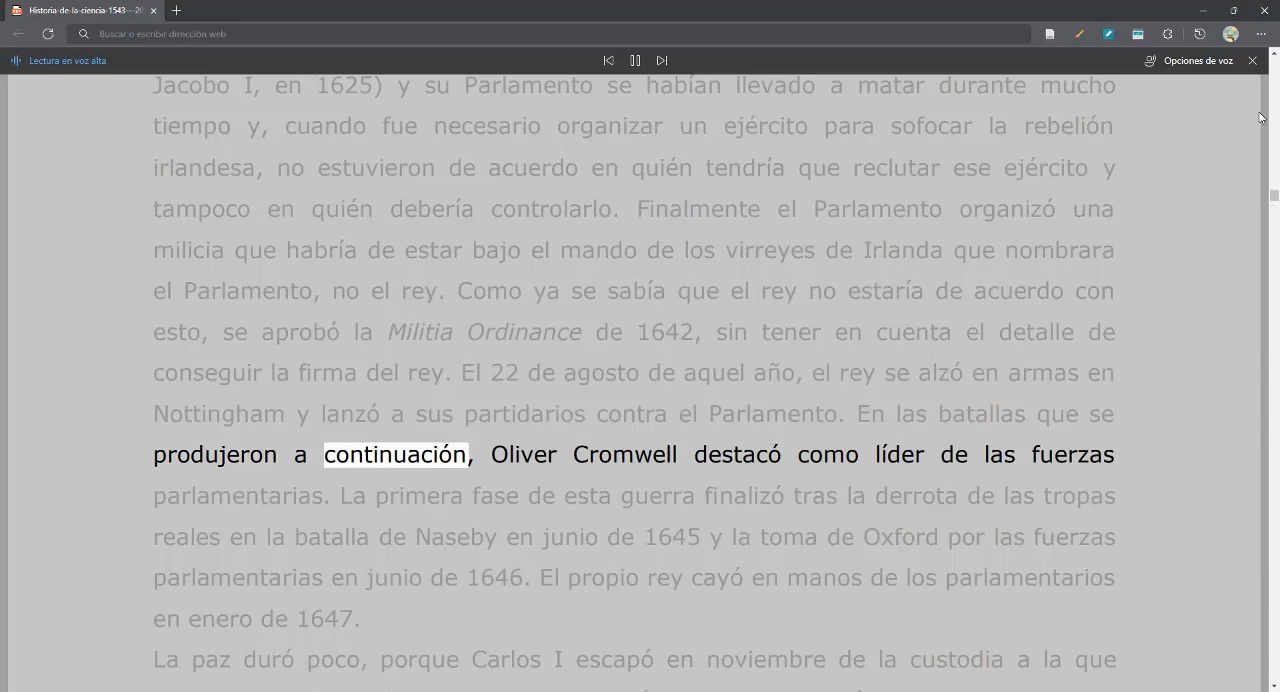 Historia-de-la-ciencia-1543---20
Buscar o escribir dirección web
Lectura en voz alta
Opciones de voz
Jacobo I, en 1625) y su Parlamento se habían llevado a matar durante mucho
tiempo y, cuando fue necesario organizar un ejército para sofocar la rebelión
irlandesa, no estuvieron de acuerdo en quién tendría que reclutar ese ejército y
tampoco en quién debería controlarlo. Finalmente el Parlamento organizó una
milicia que habría de estar bajo el mando de los virreyes de Irlanda que nombrara
el Parlamento, no el rey. Como ya se sabía que el rey no estaría de acuerdo con
esto, se aprobó la Militia Ordinance de 1642, sin tener en cuenta el detalle de
conseguir la firma del rey. El 22 de agosto de aquel año, el rey se alzó en armas en
Nottingham y lanzó a sus partidarios contra el Parlamento. En las batallas que se
produjeron a continuación, Oliver Cromwell destacó como líder de las fuerzas
parlamentarias. La primera fase de esta guerra finalizó tras la derrota de las tropas
reales en la batalla de Naseby en junio de 1645 y la toma de Oxford por las fuerzas
parlamentarias en junio de 1646. El propio rey cayó en manos de los parlamentarios
en enero de 1647.
La paz duró poco, porque Carlos I escapó en noviembre de la custodia a la que